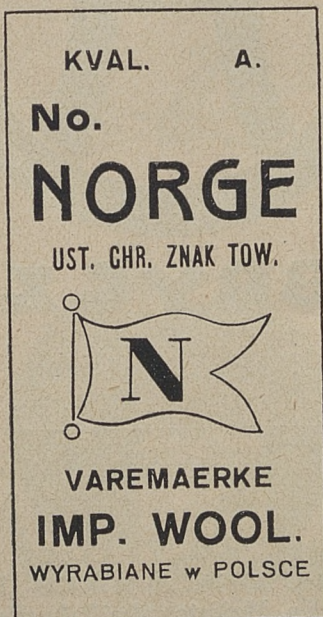 KVAL. A.
No.
NORGE
UST. CHR. ZNAK TOW.
N
VAREMAERKE
IMP. WOOL.
WYRABIANE w POLSCE